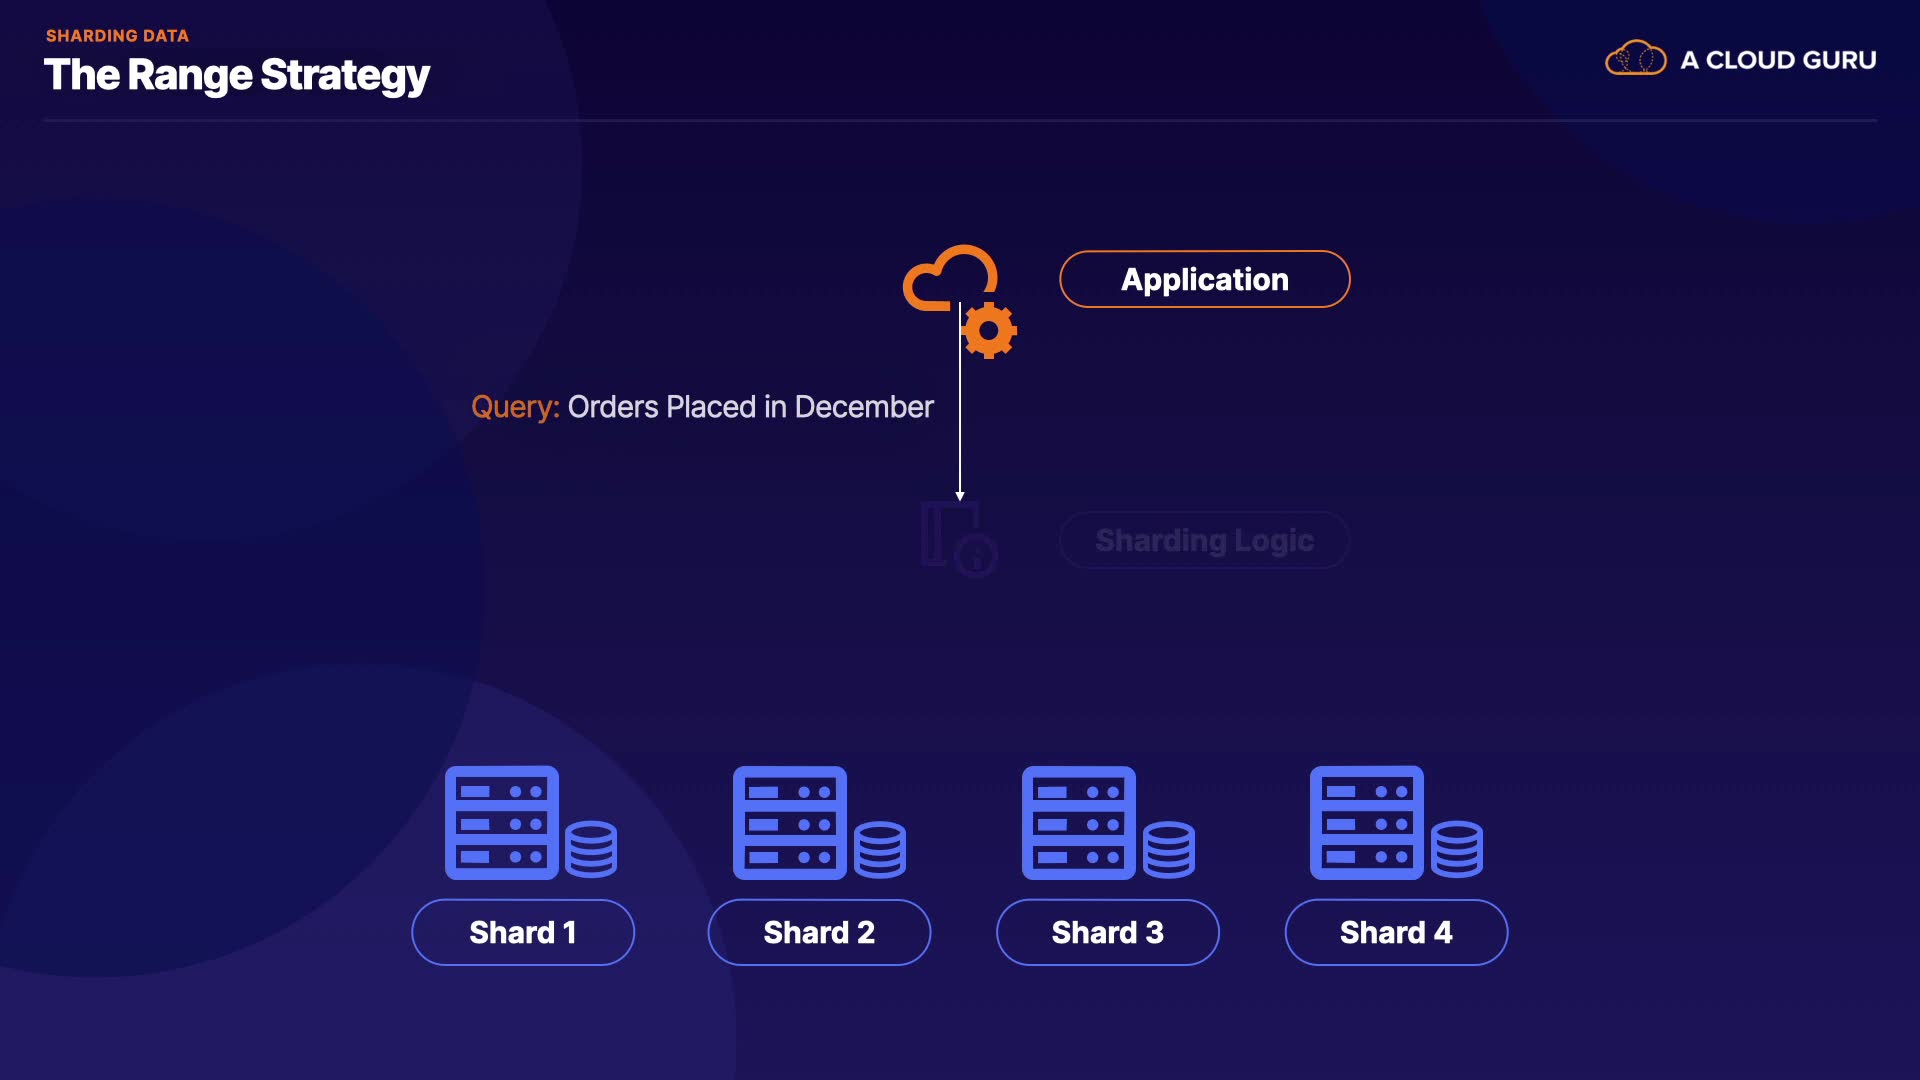 SHARDING DATA
The Range Strategy
A CLOUD GURU
Application
Query: Orders Placed in December
Sharding Logic
Shard 1
Shard 2
Shard 3
Shard 4